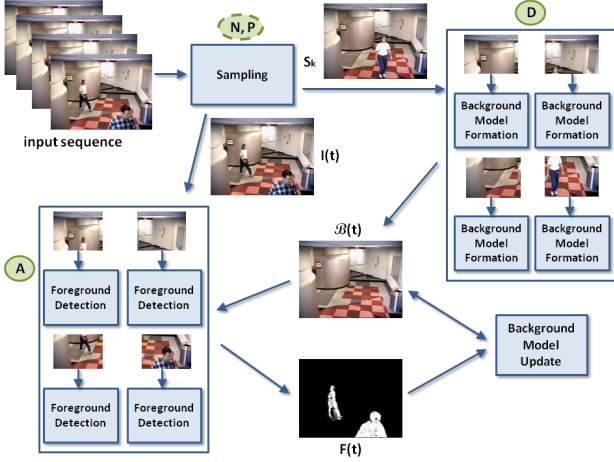 N, P
D
Sampling
Sk
input sequence
I(t)
Background
Model
Formation
Background
Model
Formation
ℬ(t)
Background
Model
Formation
Background
Model
Formation
A
Foreground
Detection
Foreground
Detection
Background
Model
Update
Foreground
Detection
Foreground
Detection
F(t)